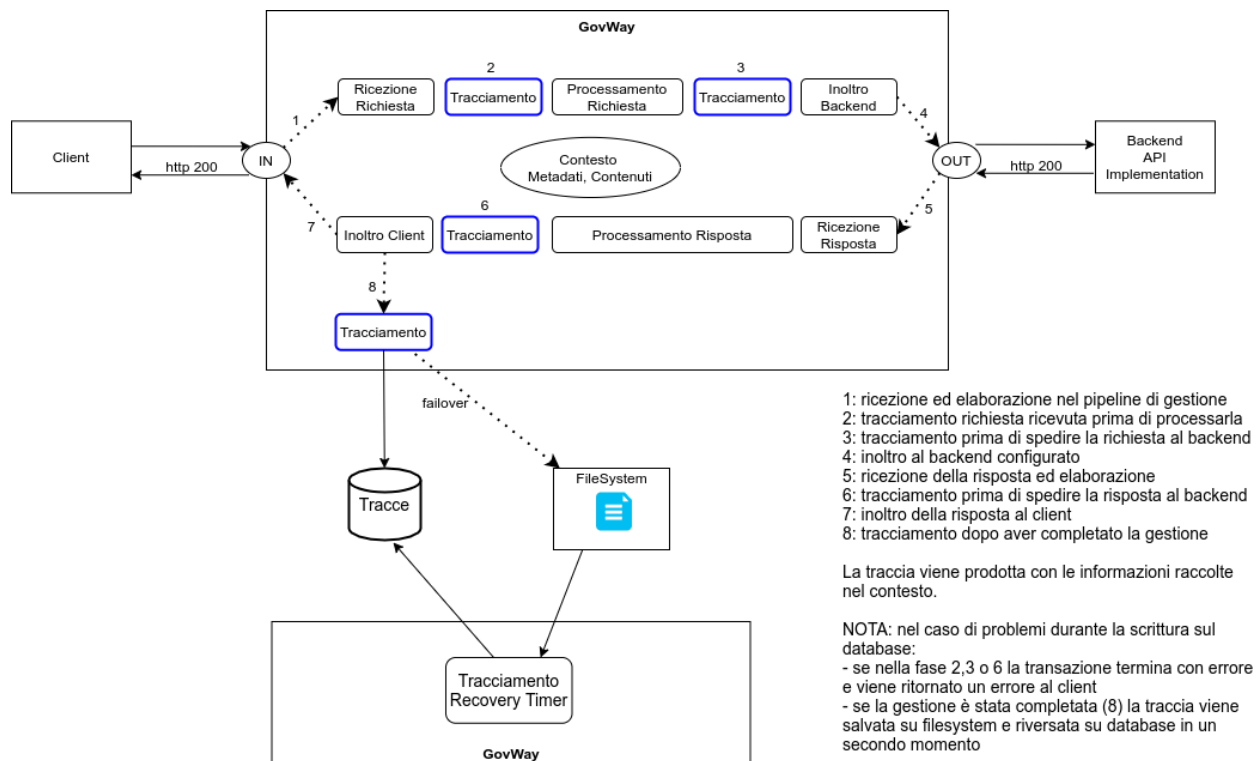 GovWay
2
3
Ricezione
Richiesta
Tracciamento
Processamento
Richiesta
Tracciamento
Inoltro
Backend
1
4
Client
http 200
IN
Contesto
Metadati, Contenuti
OUT
http 200
Backend
API
Implementation
6
7
5
Inoltro Client
Tracciamento
Processamento Risposta
Ricezione
Risposta
8
Tracciamento
failover
Tracce
FileSystem
1: ricezione ed elaborazione nel pipeline di gestione
2: tracciamento richiesta ricevuta prima di processarla
3: tracciamento prima di spedire la richiesta al backend
4: inoltro al backend configurato
5: ricezione della risposta ed elaborazione
6: tracciamento prima di spedire la risposta al backend
7: inoltro della risposta al client
8: tracciamento dopo aver completato la gestione
La traccia viene prodotta con le informazioni raccolte
nel contesto.
NOTA: nel caso di problemi durante la scrittura sul
database:
- se nella fase 2,3 o 6 la transazione termina con errore
e viene ritornato un errore al client
- se la gestione è stata completata (8) la traccia viene
salvata su filesystem e riversata su database in un
secondo momento
Tracciamento
Recovery Timer
GovWay